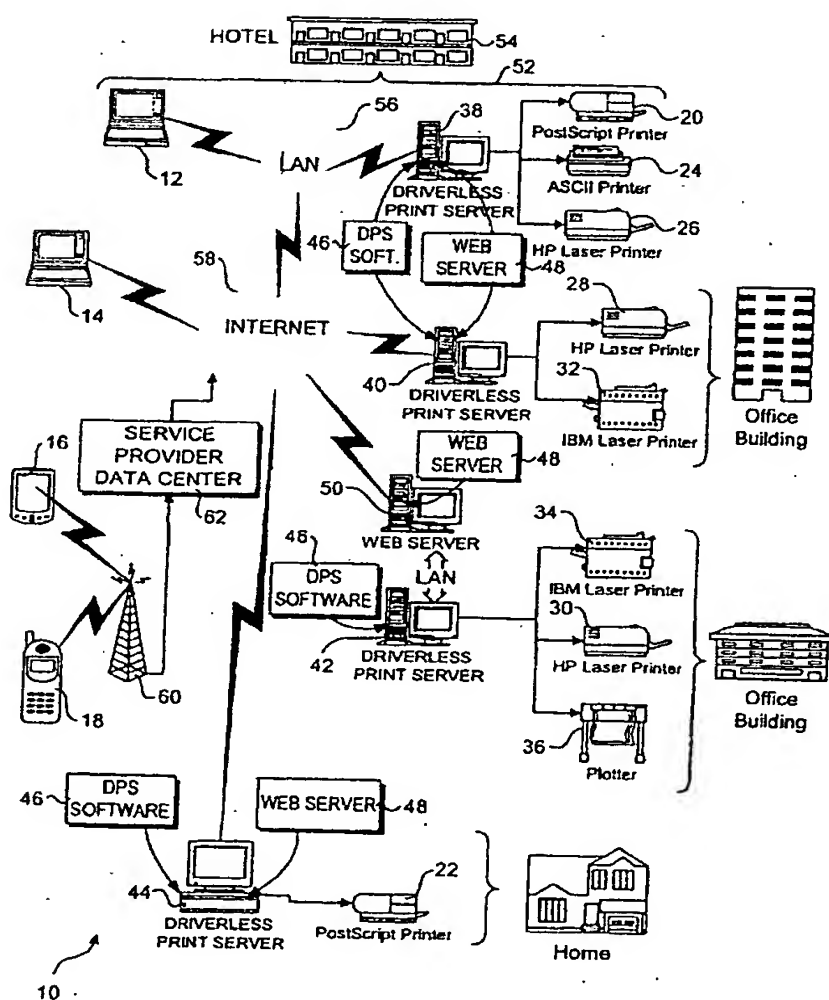 HOTEL
54
52
56
38
20
PostScript Printer
12
LAN
24
ASCII Printer
DRIVERLESS
PRINT SERVER
26
HP Laser Printer
46
DPS
SOFT.
WEB
SERVER
48
58
14
INTERNET
28
HP Laser Printer
40
DRIVERLESS
PRINT SERVER
32
IBM Laser Printer
Office
Building
SERVICE
PROVIDER
DATA CENTER
62
16
WEB
SERVER
48
50
WEB SERVER
34
IBM Laser Printer
48
DPS
SOFTWARE
LAN
42
DRIVERLESS
PRINT SERVER
30
HP Laser Printer
Office
Building
60
18
36
Plotter
46
DPS
SOFTWARE
WEB SERVER
48
44
DRIVERLESS
PRINT SERVER
22
PostScript Printer
Home
10